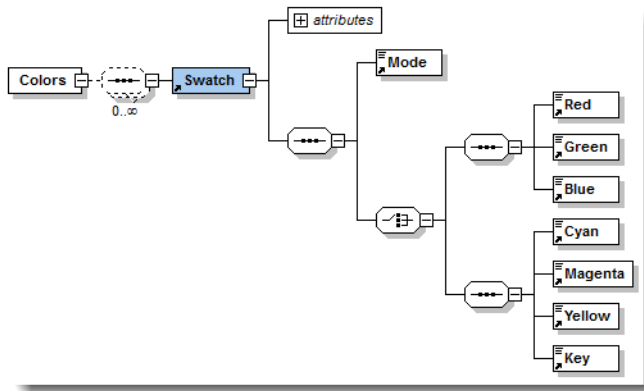 attributes
Mode
Colors
Swatch
0..∞
Red
Green
Blue
Cyan
Magenta
Yellow
Key